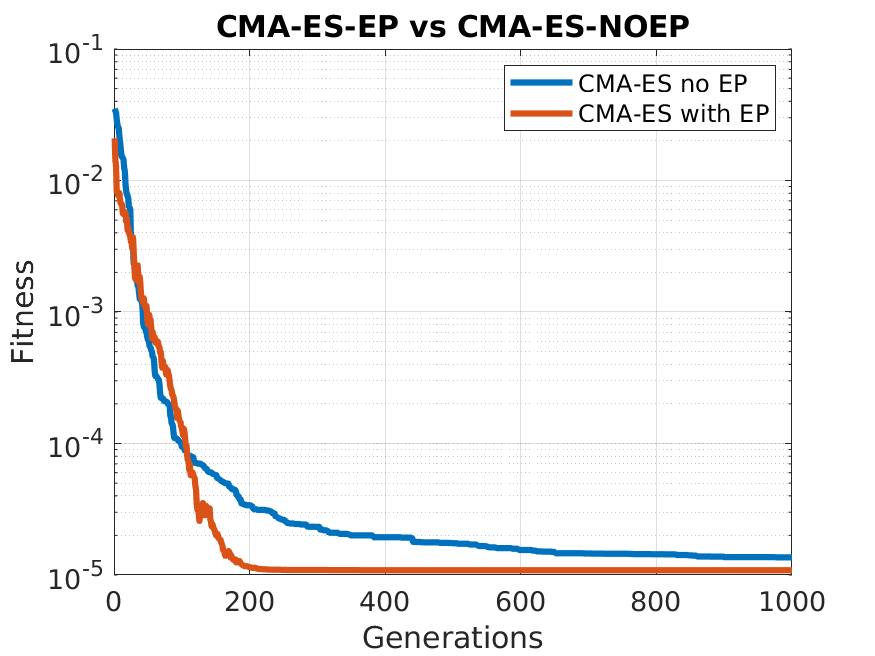 CMA-ES-EP vs CMA-ES-NOEP
10^-1
CMA-ES no EP
CMA-ES with EP
10^-2
10^-3
10^-4
10^-5
Fitness
0 200 400 600 800 1000
Generations